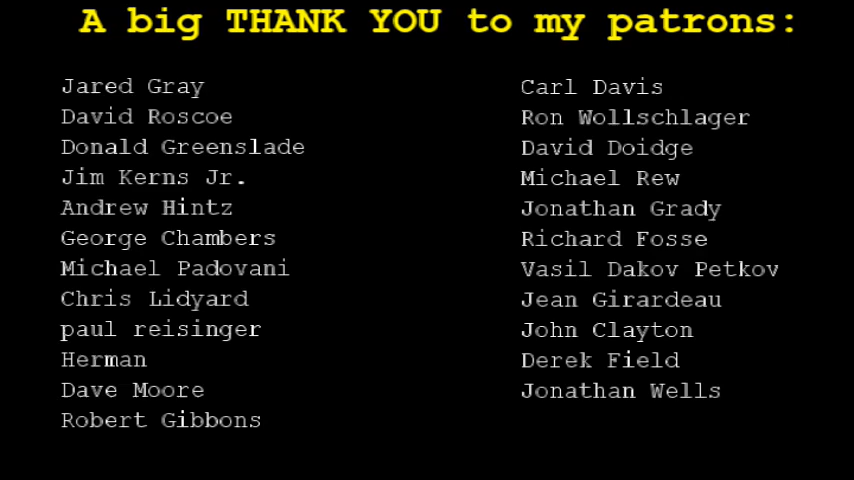 A big THANK YOU to my patrons:
Jared Gray
David Roscoe
Donald Greenslade
Jim Kerns Jr.
Andrew Hintz
George Chambers
Michael Padovani
Chris Lidyard
paul reisinger
Herman
Dave Moore
Robert Gibbons
Carl Davis
Ron Wollschlager
David Doidge
Michael Rew
Jonathan Grady
Richard Fosse
Vasil Dakov Petkov
Jean Girardeau
John Clayton
Derek Field
Jonathan Wells